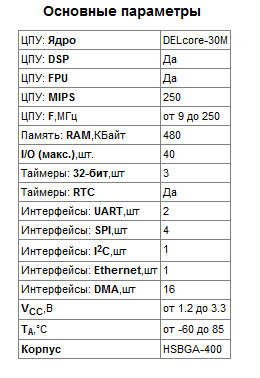 Основные параметры
ЦПУ: Ядро DELcore-30M
ЦПУ: DSP Да
ЦПУ: FPU Да
ЦПУ: MIPS 250
ЦПУ: F,МГц от 9 до 250
Память: RAM,КБайт 480
I/O (макс.),шт. 40
Таймеры: 32-бит,шт 3
Таймеры: RTC Да
Интерфейсы: UART,шт 2
Интерфейсы: SPI,шт 4
Интерфейсы: I²C,шт 1
Интерфейсы: Ethernet,шт 1
Интерфейсы: DMA,шт 16
VCC,В от 1.2 до 3.3
TA,°C от -60 до 85
Корпус HSBGA-400